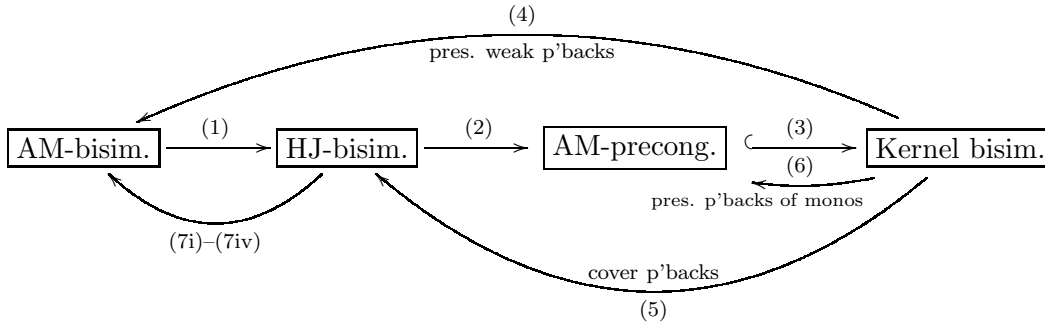 (4)
pres. weak p'backs
AM-bisim.
(1)
HJ-bisim.
(2)
AM-precong.
(3)
Kernel bisim.
(6)
pres. p'backs of monos
(7i)–(7iv)
cover p'backs
(5)